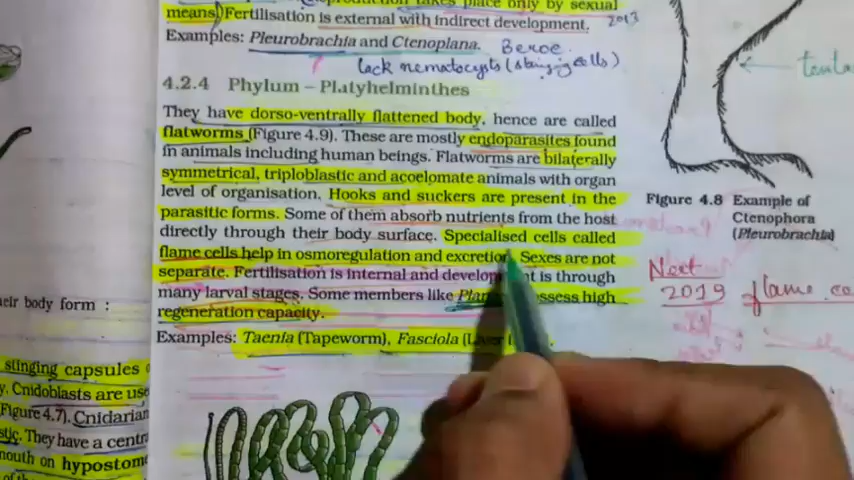 means) Fertilisation is external with indirect development. 2013
Examples: Pleurobrachia and Ctenoplana. Beroe
lack nematocysts (stinging cells)
4.2.4 Phylum – Platyhelminthes
They have dorso-ventrally flattened body, hence are called
flatworms (Figure 4.9). These are mostly endoparasites found
in animals including human beings. Flatworms are bilaterally
symmetrical, triploblastic and acoelomate animals with organ
level of organisation. Hooks and suckers are present in the
parasitic forms. Some of them absorb nutrients from the host
directly through their body surface. Specialised cells called
flame cells help in osmoregulation and excretion. Sexes are not
separate. Fertilisation is internal and through
many larval stages. Some members like possess high
regeneration capacity.
Examples: Taenia (Tapeworm), Fasciola
Figure 4.8 Example of
Ctenophora
(Pleurobrachia)
2019 flame
body form :
stinging capsules
Cnidoblasts are
Figure 4.7). Cnidarian
They have a
mouth on